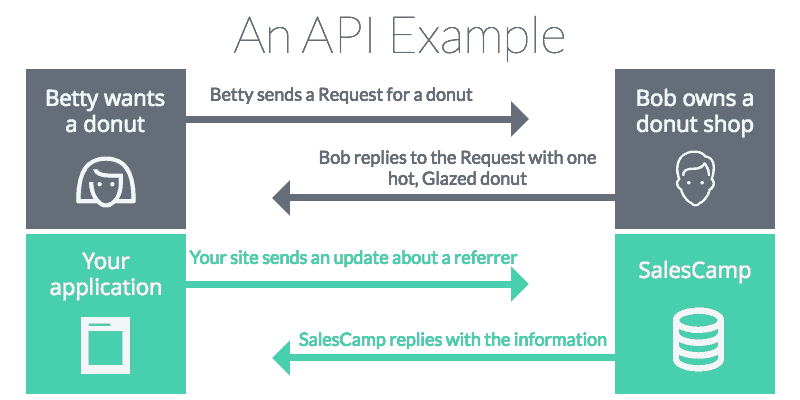 An API Example
Betty wants
a donut
Betty sends a Request for a donut
Bob owns a
donut shop
Bob replies to the Request with one
hot, Glazed donut
Your
application
Your site sends an update about a referrer
SalesCamp
SalesCamp replies with the information